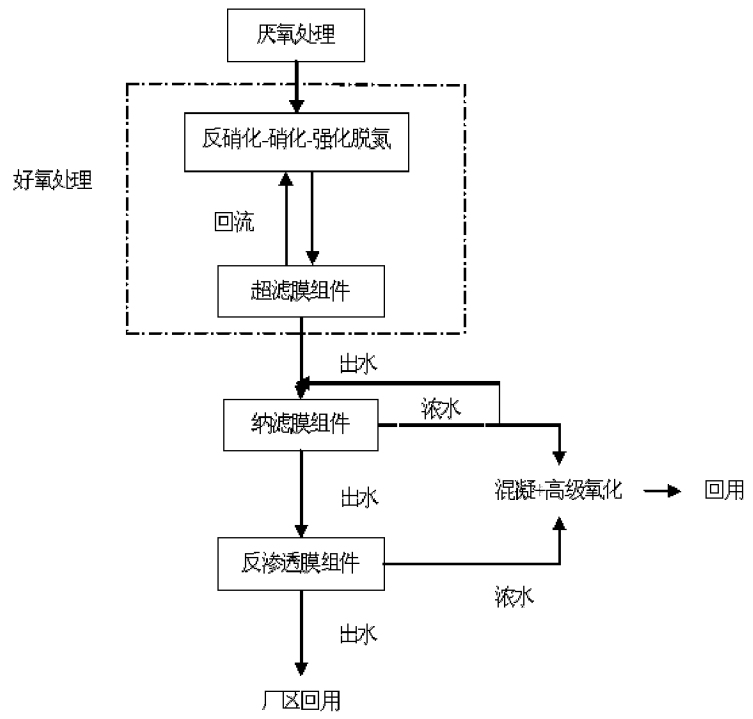 厌氧处理
反硝化-硝化-强化脱氮
好氧处理
回流
超滤膜组件
出水
浓水
纳滤膜组件
混凝+高级氧化
回用
出水
反渗透膜组件
浓水
出水
厂区回用